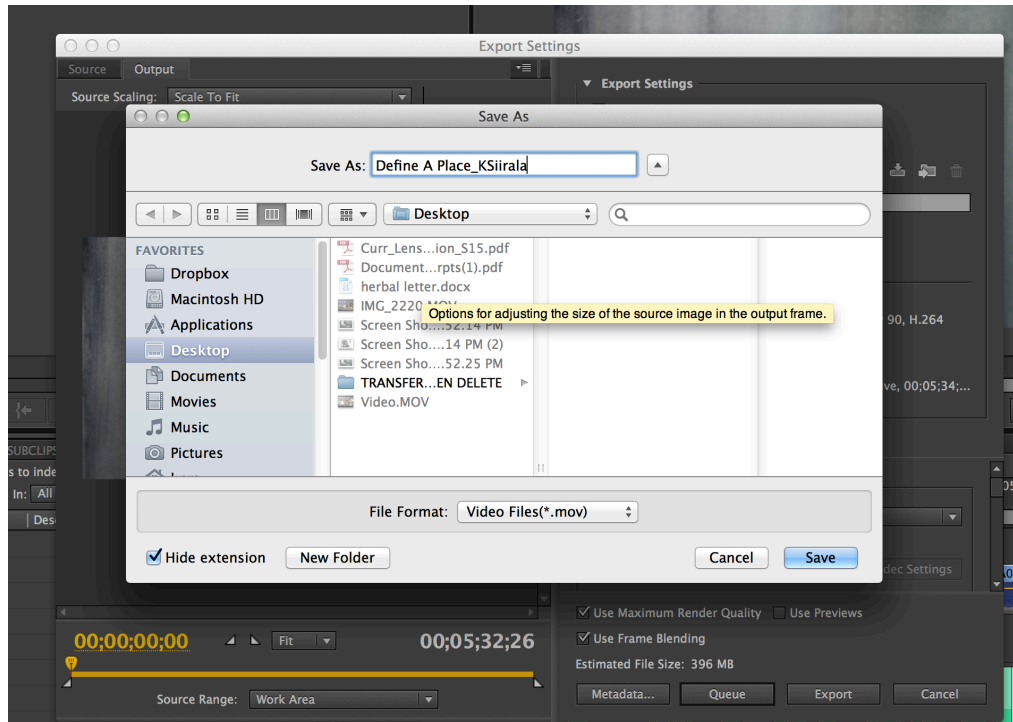 Export Settings
Source Output
Export Settings
Source Scaling: Scale To Fit
Save As
Save As: Define A Place_KSiirala
Desktop
FAVORITES
Dropbox
Macintosh HD
Applications
Desktop
Documents
Movies
Music
Pictures
Curr_Lens...ion_S15.pdf
Document...rpts(1).pdf
herbal letter.docx
IMG_2220.MOV
Screen Sho....52.14 PM
Screen Sho....14 PM (2)
Screen Sho....52.25 PM
TRANSFER...EN DELETE
Video.MOV
Options for adjusting the size of the source image in the output frame.
90, H.264
ve, 00;05;34;...
SUBCLIPS
s to inde
In: All
Des
File Format: Video Files(*.mov)
Hide extension New Folder Cancel Save
dec Settings
Use Maximum Render Quality Use Previews
Use Frame Blending
Estimated File Size: 396 MB
00;00;00;00 Fit 00;05;32;26
Source Range: Work Area
Metadata... Queue Export Cancel